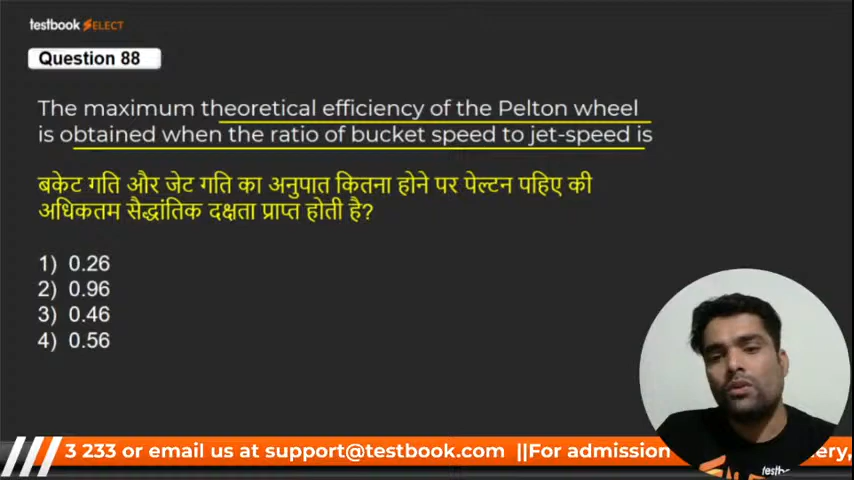 testbook SELECT
Question 88
The maximum theoretical efficiency of the Pelton wheel
is obtained when the ratio of bucket speed to jet-speed is
बकेट गति और जेट गति का अनुपात कितना होने पर पेल्टन पहिए की
अधिकतम सैद्धांतिक दक्षता प्राप्त होती है?
1) 0.26
2) 0.96
3) 0.46
4) 0.56
3 233 or email us at support@testbook.com ||For admission